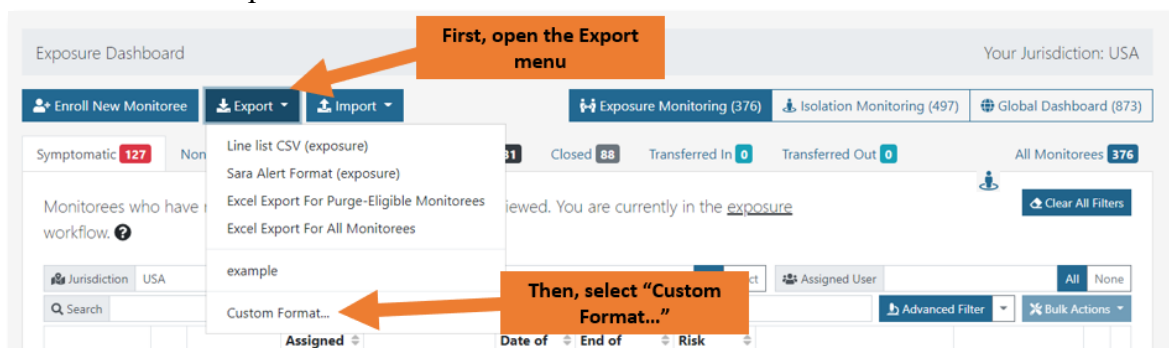 First, open the Export
menu
Exposure Dashboard
Your Jurisdiction: USA
Enroll New Monitoree Export Import Exposure Monitoring (376) Isolation Monitoring (497) Global Dashboard (873)
Symptomatic 127 Non 31 Closed 88 Transferred In 0 Transferred Out 0 All Monitorees 376
Line list CSV (exposure)
Sara Alert Format (exposure)
Excel Export For Purge-Eligible Monitorees
Excel Export For All Monitorees
example
Custom Format...
Monitorees who have iewed. You are currently in the exposure
workflow.
Clear All Filters
Jurisdiction USA Assigned User All None
Then, select “Custom
Format...”
Search Advanced Filter Bulk Actions
Assigned Date of End of Risk